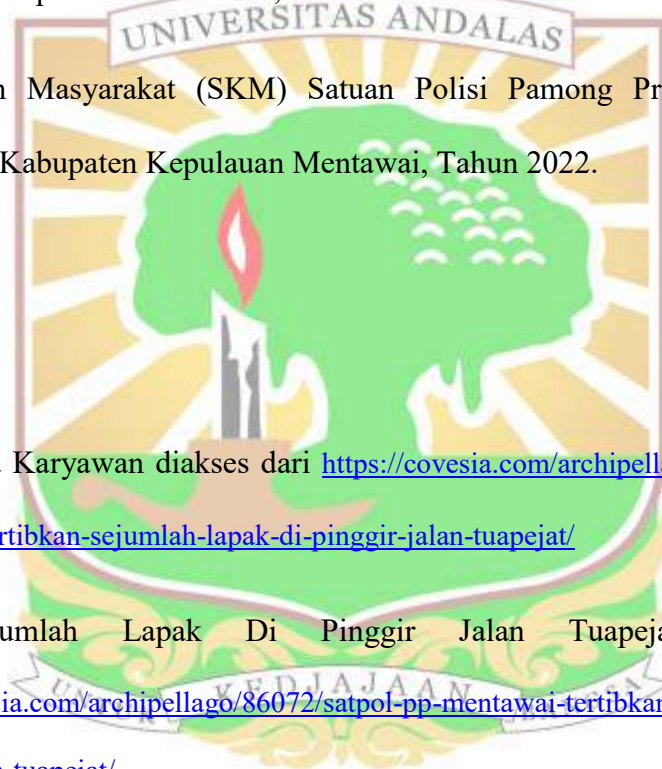 UNIVERSITAS ANDALAS
Masyarakat (SKM) Satuan Polisi Pamong
Kabupaten Kepulauan Mentawai, Tahun 2022.
Karyawan diakses dari https://covesia.com/archipell
rtibkan-sejumlah-lapak-di-pinggir-jalan-tuapejat/
umlah Lapak Di Pinggir Jalan Tuapeja
ia.com/archipellago/86072/satpol-pp-mentawai-tertibkan
UNTUK KEDJAJAAN BANGSA